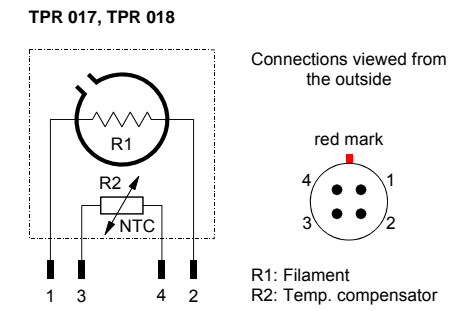 TPR 017, TPR 018
Connections viewed from
the outside
R1
R2
NTC
1 3 4 2
red mark
4 1
3 2
R1: Filament
R2: Temp. compensator